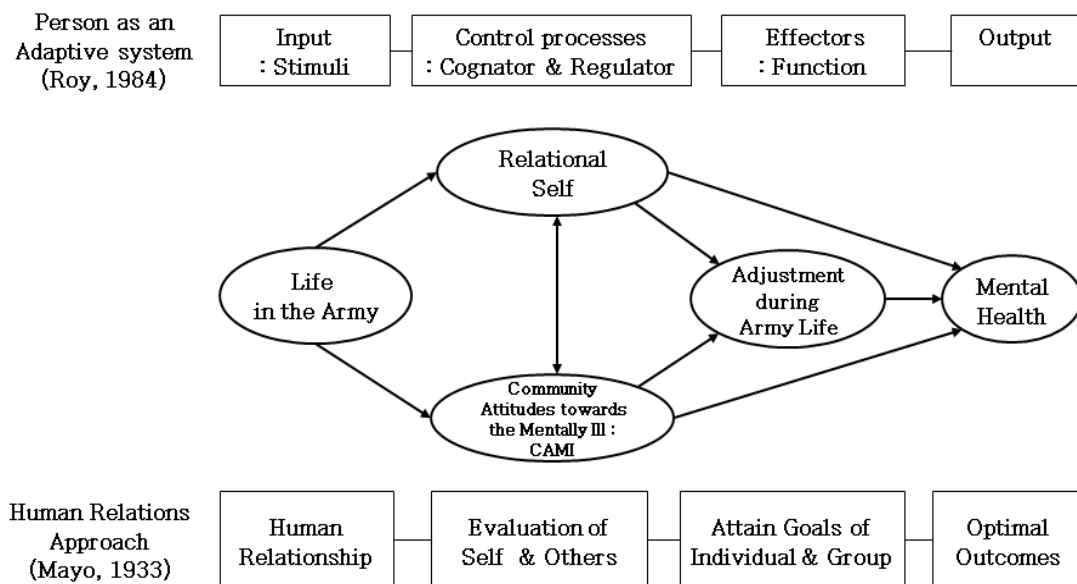 Person as an
Adaptive system
(Roy, 1984)
Input
: Stimuli
Control processes
: Cognator & Regulator
Effectors
: Function
Output
Relational
Self
Life
in the Army
Adjustment
during
Army Life
Mental
Health
Community
Attitudes towards
the Mentally Ill :
CAMI
Human Relations
Approach
(Mayo, 1933)
Human
Relationship
Evaluation of
Self & Others
Attain Goals of
Individual & Group
Optimal
Outcomes